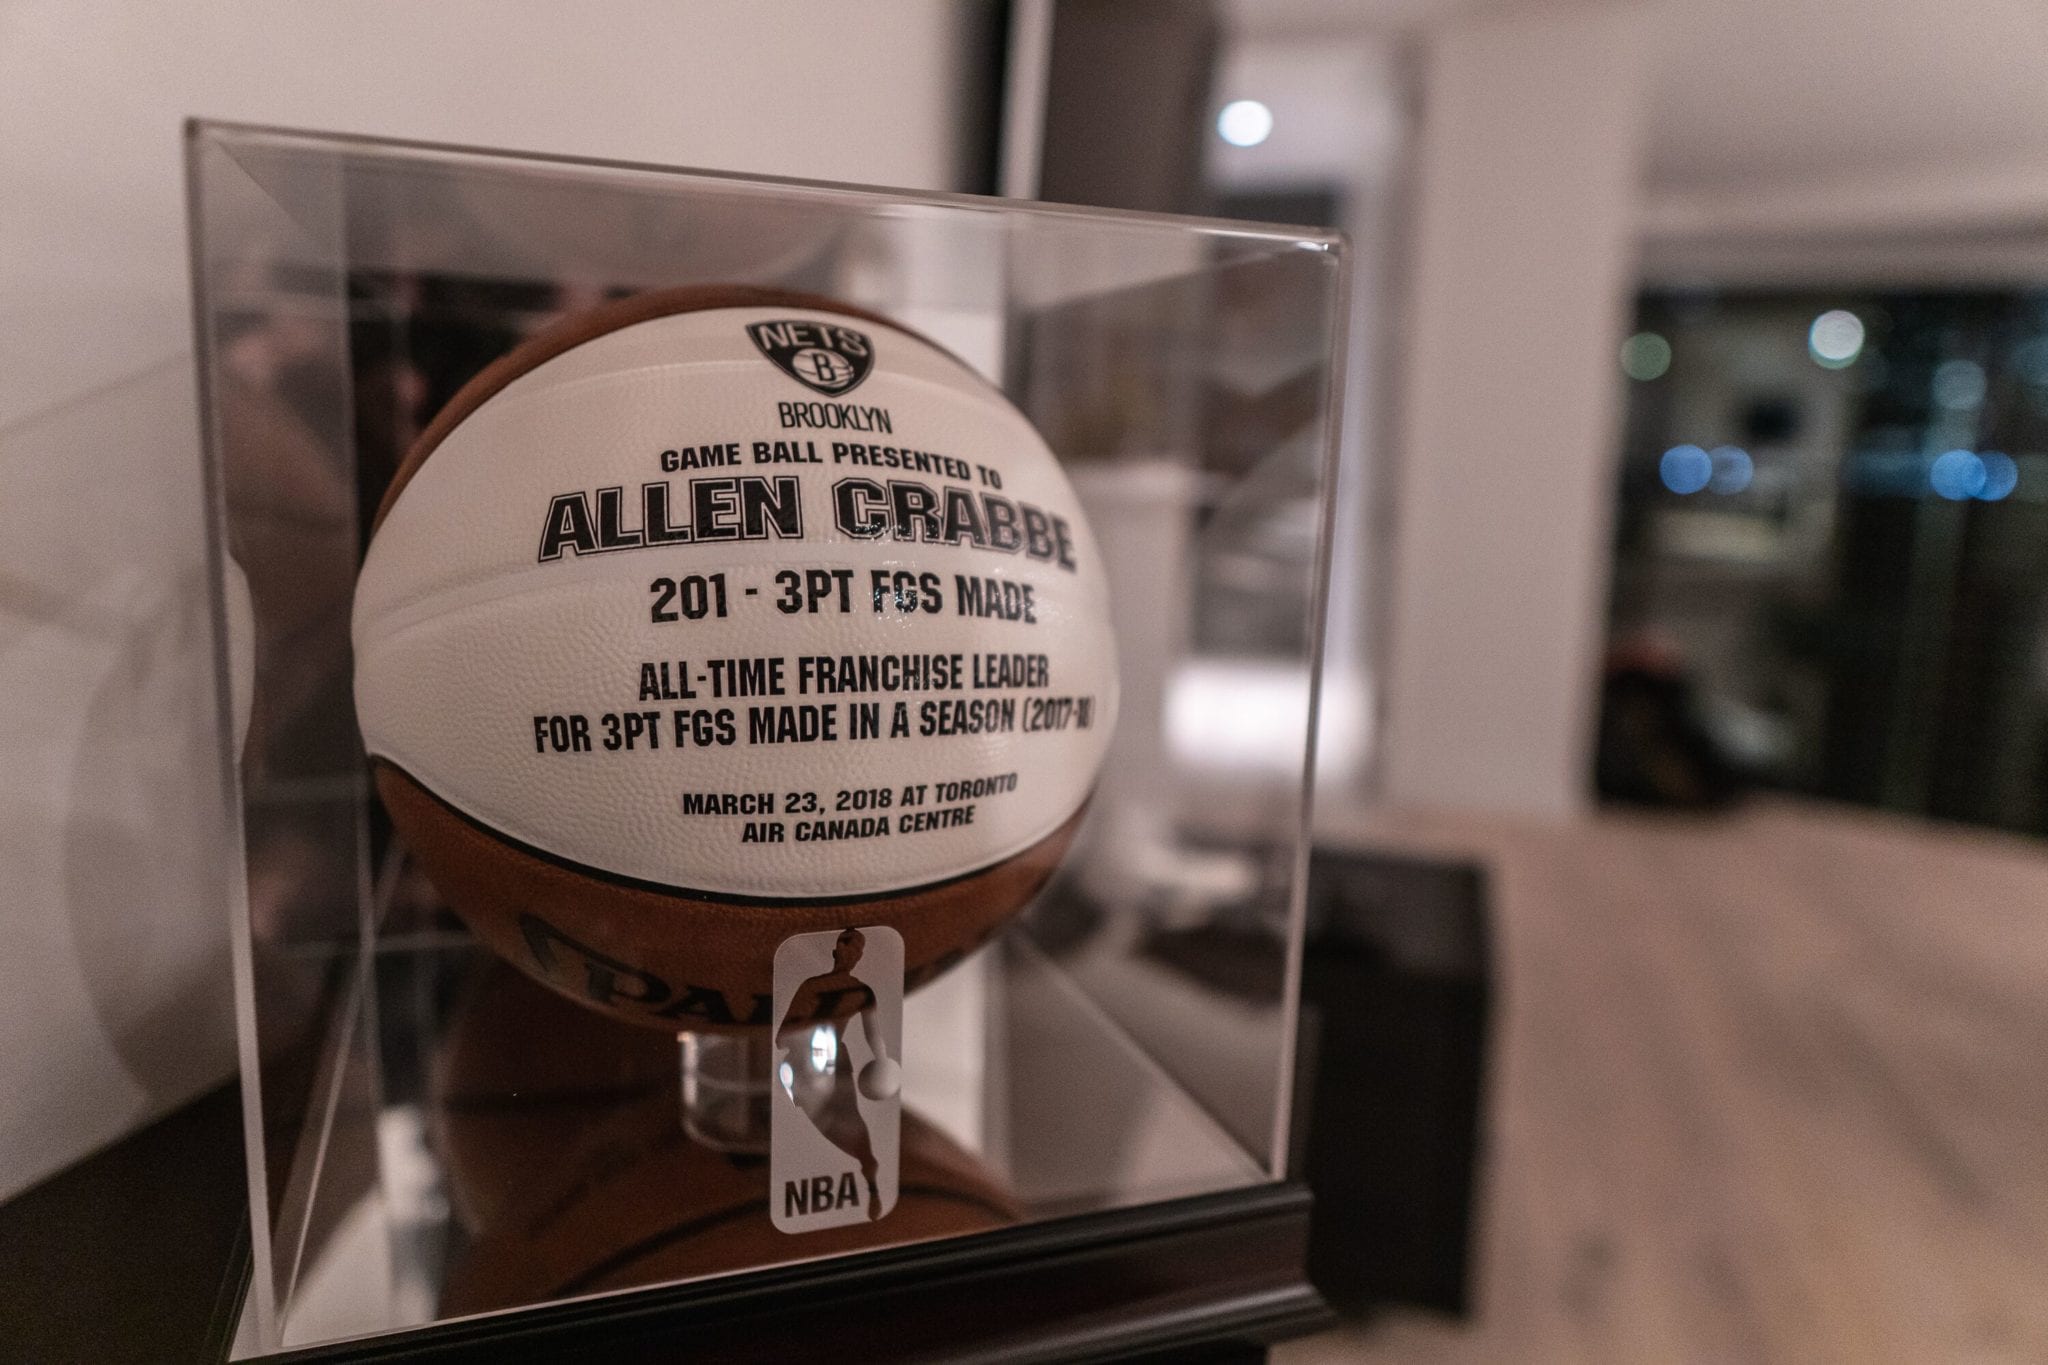 NETS
B
BROOKLYN
GAME BALL PRESENTED TO
ALLEN CRABBE
201 - 3PT FGS MADE
ALL-TIME FRANCHISE LEADER
FOR 3PT FGS MADE IN A SEASON (2017-18)
MARCH 23, 2018 AT TORONTO
AIR CANADA CENTRE
NBA